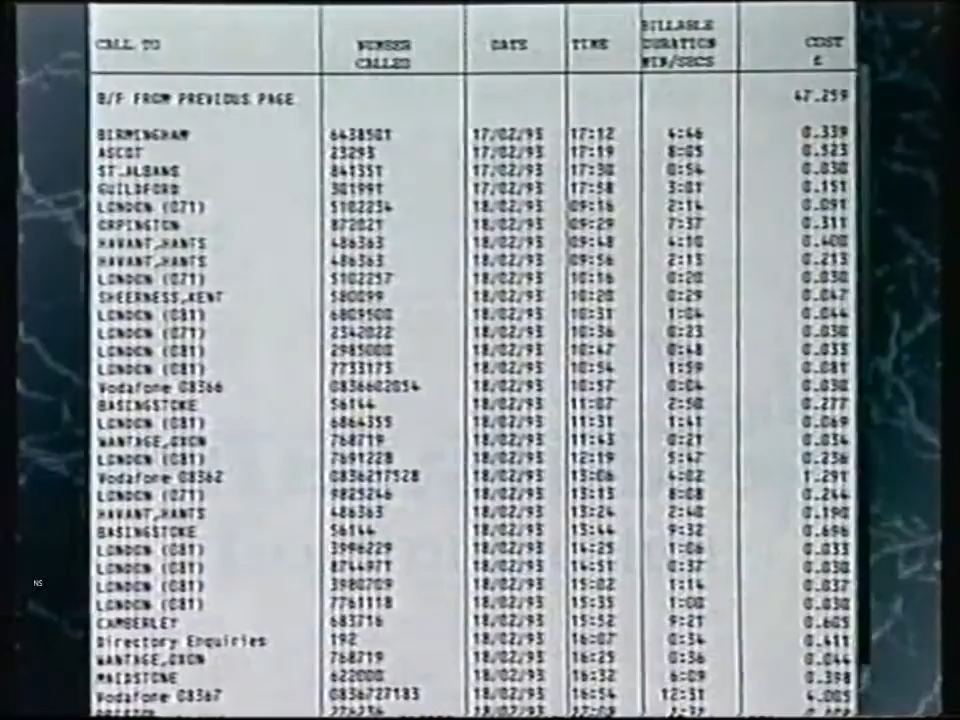 CALL TO NUMBER CALLED DATE TIME BILLABLE DURATION MIN/SECS COST £
B/F FROM PREVIOUS PAGE 47.259
BIRMINGHAM 6438501 17/02/93 17:12 4:46 0.339
ASCOT 23293 17/02/93 17:19 8:05 0.523
ST.ALBANS 841351 17/02/93 17:30 0:54 0.030
GUILDFORD 301991 17/02/93 17:58 3:01 0.151
LONDON (071) 5102234 18/02/93 09:16 2:14 0.091
ORPINGTON 872021 18/02/93 09:29 7:37 0.311
HAVANT,HANTS 486363 18/02/93 09:48 4:10 0.400
HAVANT,HANTS 486363 18/02/93 09:56 2:13 0.213
LONDON (071) 5102257 18/02/93 10:16 0:20 0.030
SHEERNESS,KENT 580099 18/02/93 10:20 0:29 0.047
LONDON (081) 6809500 18/02/93 10:31 1:04 0.044
LONDON (071) 2342022 18/02/93 10:36 0:23 0.030
LONDON (081) 2985000 18/02/93 10:47 0:48 0.033
LONDON (081) 7733173 18/02/93 10:54 1:59 0.081
Vodafone 08366 0836602054 18/02/93 10:57 0:04 0.030
BASINGSTOKE 56144 18/02/93 11:07 2:50 0.277
LONDON (081) 6864355 18/02/93 11:31 1:41 0.069
WANTAGE,OXON 768719 18/02/93 11:43 0:21 0.034
LONDON (081) 7691228 18/02/93 12:19 5:47 0.236
Vodafone 08362 0836217528 18/02/93 13:06 4:02 1.291
LONDON (071) 9825246 18/02/93 13:13 8:08 0.244
HAVANT,HANTS 486363 18/02/93 13:24 2:40 0.190
BASINGSTOKE 56144 18/02/93 13:44 9:32 0.696
LONDON (081) 3996229 18/02/93 14:25 1:06 0.033
LONDON (081) 8744971 18/02/93 14:51 0:37 0.030
LONDON (081) 3980709 18/02/93 15:02 1:14 0.037
LONDON (081) 7761118 18/02/93 15:35 1:00 0.030
CAMBERLEY 683716 18/02/93 15:52 9:21 0.605
Directory Enquiries 192 18/02/93 16:07 0:34 0.411
WANTAGE,OXON 768719 18/02/93 16:25 0:36 0.044
MAIDSTONE 622000 18/02/93 16:32 6:09 0.398
Vodafone 08367 0836727183 18/02/93 16:54 12:31 4.005
NS